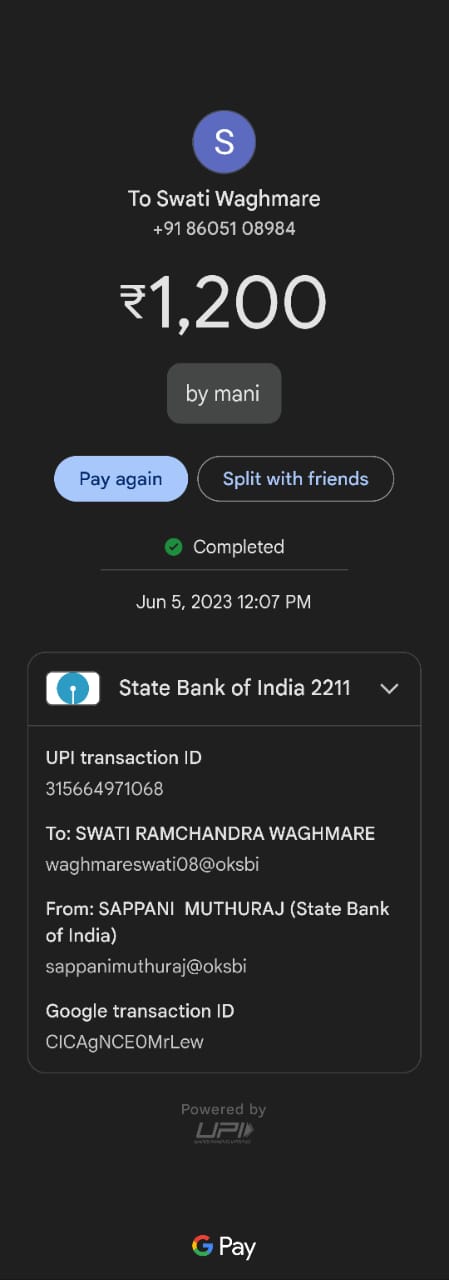 S
To Swati Waghmare
+91 86051 08984
₹1,200
by mani
Pay again
Split with friends
Completed
Jun 5, 2023 12:07 PM
State Bank of India 2211
UPI transaction ID
315664971068
To: SWATI RAMCHANDRA WAGHMARE
waghmareswati08@oksbi
From: SAPPANI MUTHURAJ (State Bank
of India)
sappanimuthuraj@oksbi
Google transaction ID
CICAgNCE0MrLew
Powered by
UPI
G Pay